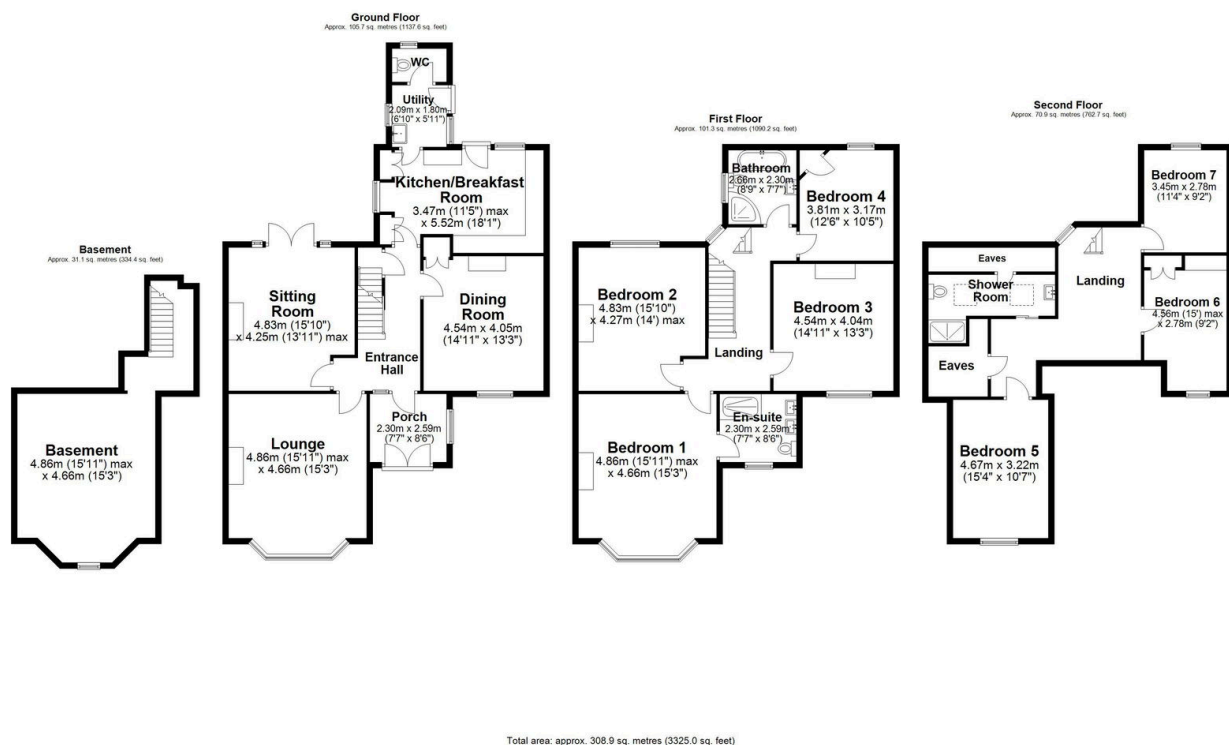 Ground Floor
Approx. 105.7 sq. metres (1137.6 sq. feet)
WC
Utility
2.09m x 1.80m
(6'10" x 5'11")
Kitchen/Breakfast
Room
3.47m (11'5") max
x 5.52m (18'1")
Sitting
Room
4.83m (15'10")
x 4.25m (13'11") max
Dining
Room
4.54m x 4.05m
(14'11" x 13'3")
Entrance
Hall
Porch
2.30m x 2.59m
(7'7" x 8'6")
Lounge
4.86m (15'11") max
x 4.66m (15'3")
Basement
Approx. 31.1 sq. metres (334.4 sq. feet)
Basement
4.86m (15'11") max
x 4.66m (15'3")
First Floor
Approx. 101.3 sq. metres (1090.2 sq. feet)
Bathroom
2.66m x 2.30m
(8'9" x 7'7")
Bedroom 4
3.81m x 3.17m
(12'6" x 10'5")
Bedroom 2
4.83m (15'10")
x 4.27m (14') max
Bedroom 3
4.54m x 4.04m
(14'11" x 13'3")
Landing
En-suite
2.30m x 2.59m
(7'7" x 8'6")
Bedroom 1
4.86m (15'11") max
x 4.66m (15'3")
Second Floor
Approx. 70.9 sq. metres (762.7 sq. feet)
Bedroom 7
3.45m x 2.78m
(11'4" x 9'2")
Eaves
Shower
Room
Landing
Bedroom 6
4.56m (15') max
x 2.78m (9'2")
Eaves
Bedroom 5
4.67m x 3.22m
(15'4" x 10'7")
Total area: approx. 308.9 sq. metres (3325.0 sq. feet)